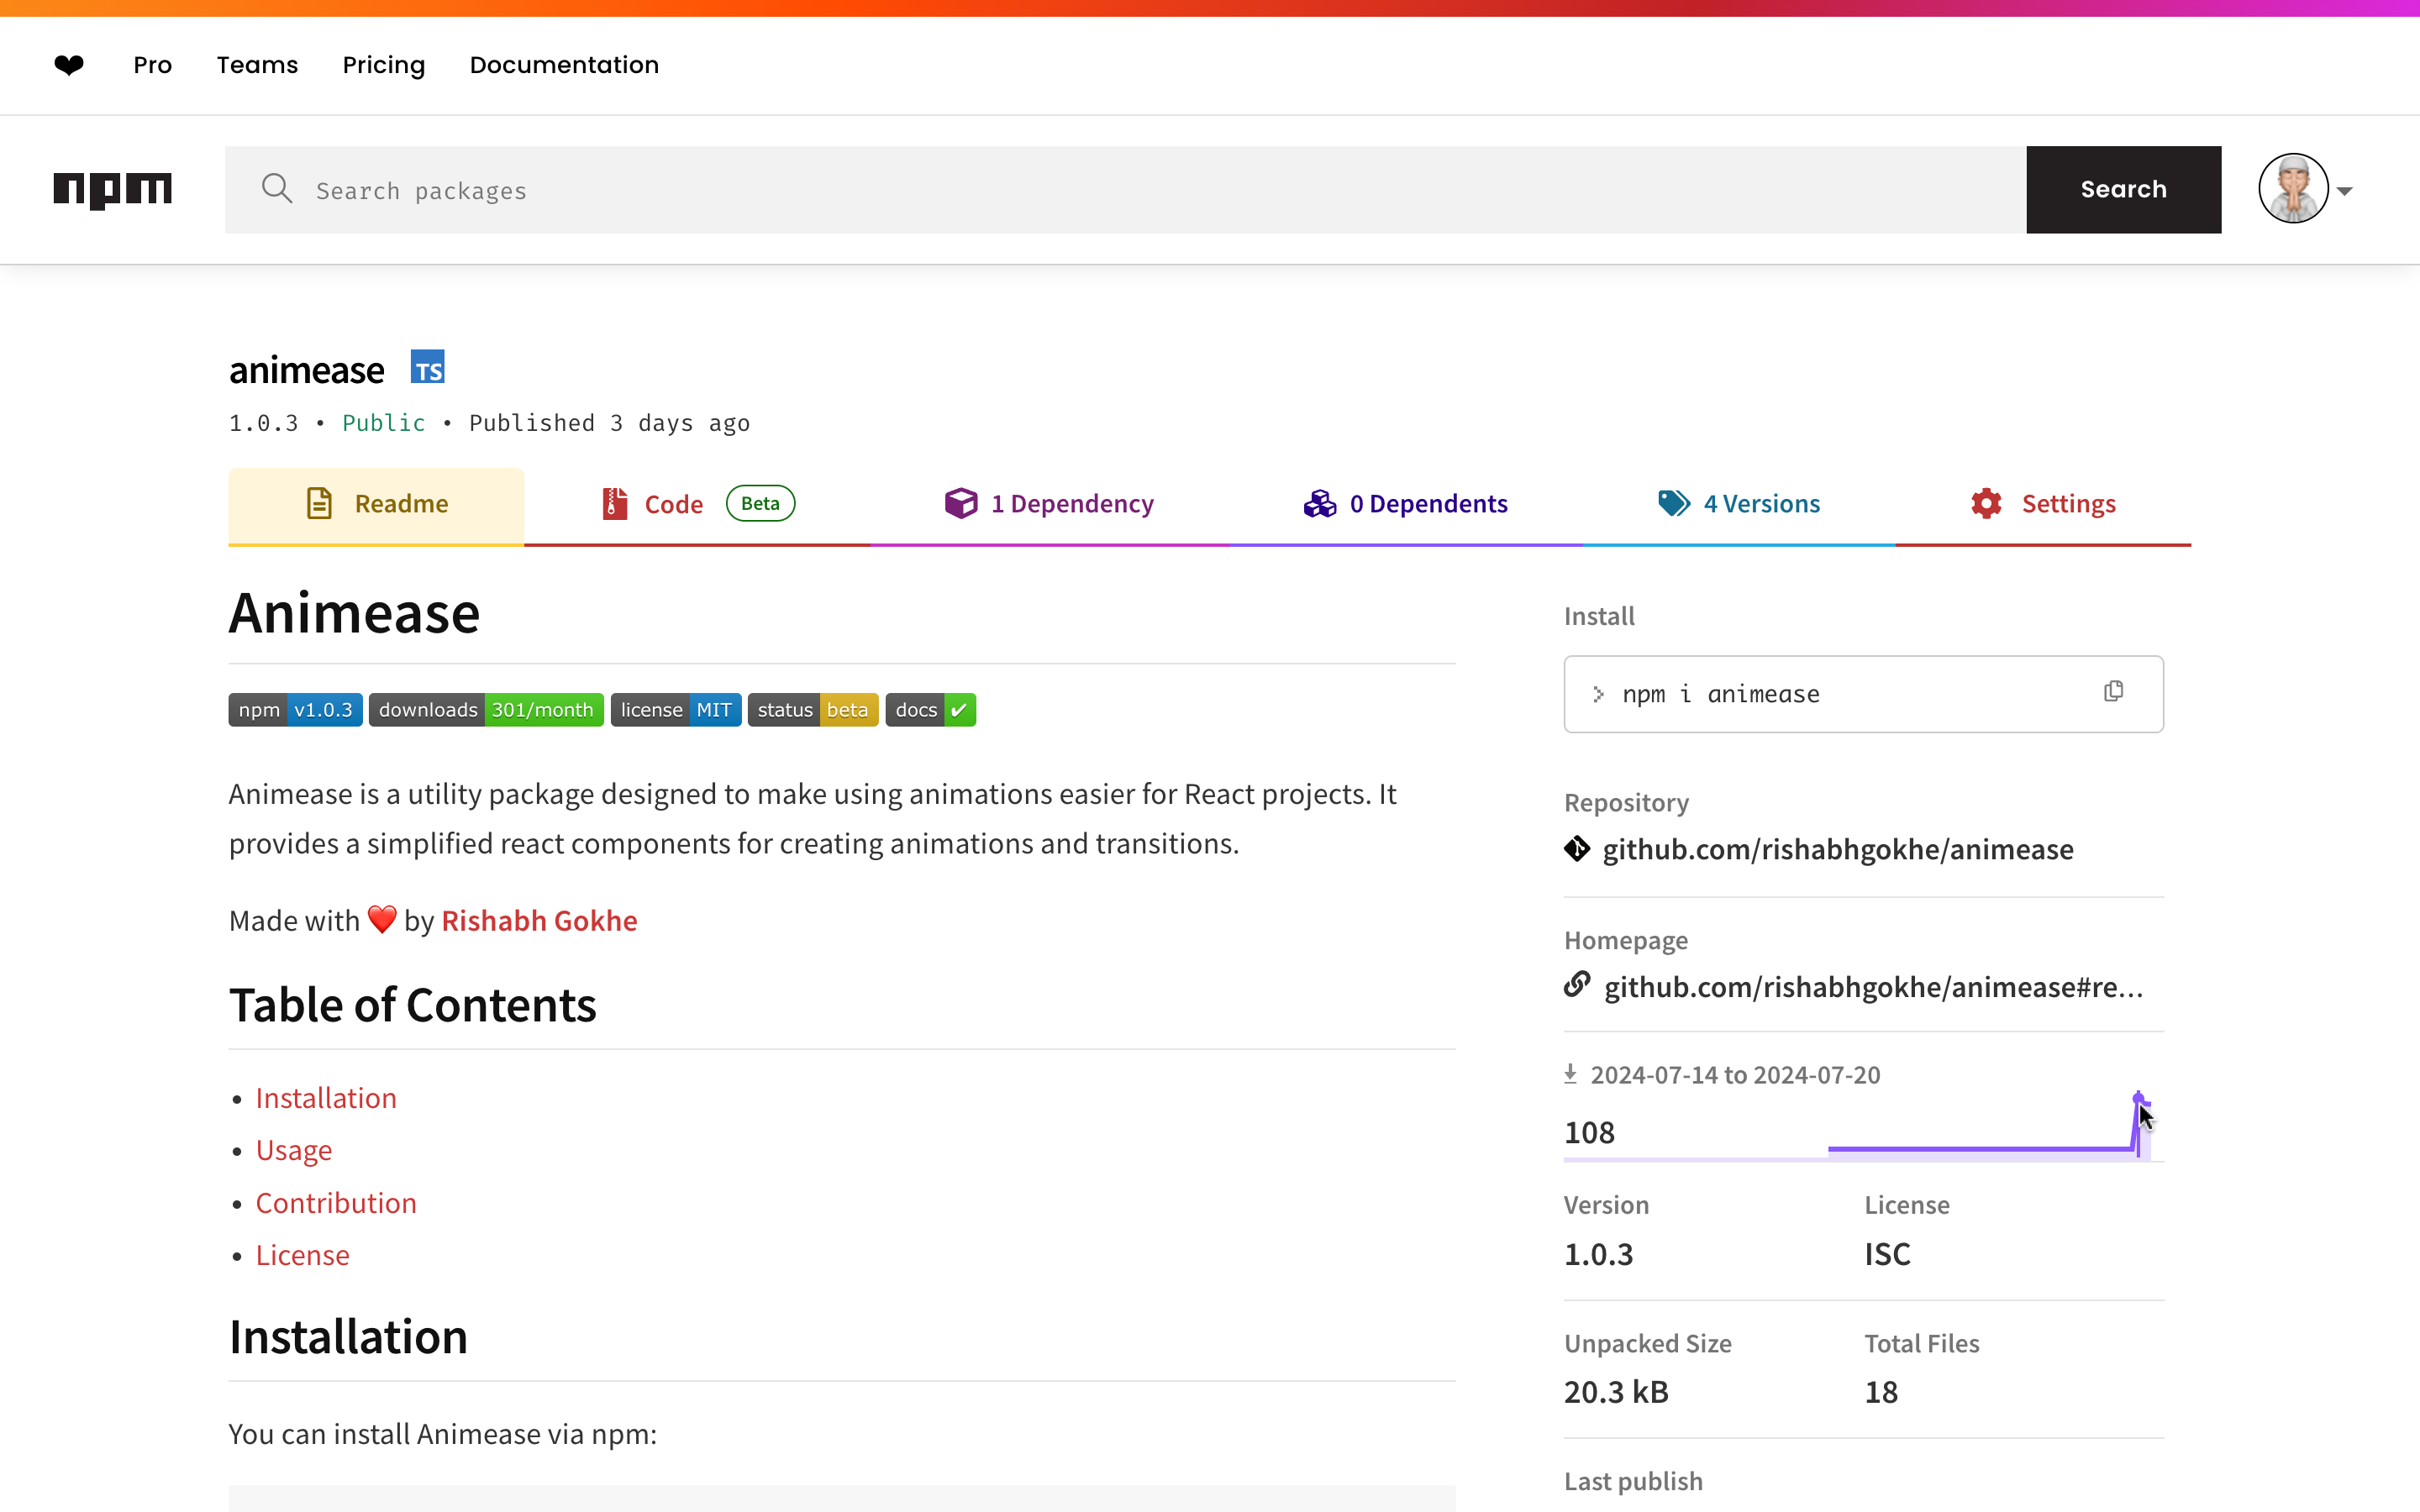 ❤ Pro Teams Pricing Documentation
npm Search packages Search
animease TS
1.0.3 • Public • Published 3 days ago
Readme Code Beta 1 Dependency 0 Dependents 4 Versions Settings
Animease
npm v1.0.3 downloads 301/month license MIT status beta docs ✔
Animease is a utility package designed to make using animations easier for React projects. It
provides a simplified react components for creating animations and transitions.
Made with ❤️ by Rishabh Gokhe
Table of Contents
• Installation
• Usage
• Contribution
• License
Installation
You can install Animease via npm:
Install
> npm i animease
Repository
github.com/rishabhgokhe/animease
Homepage
github.com/rishabhgokhe/animease#re...
2024-07-14 to 2024-07-20
108
Version License
1.0.3 ISC
Unpacked Size Total Files
20.3 kB 18
Last publish